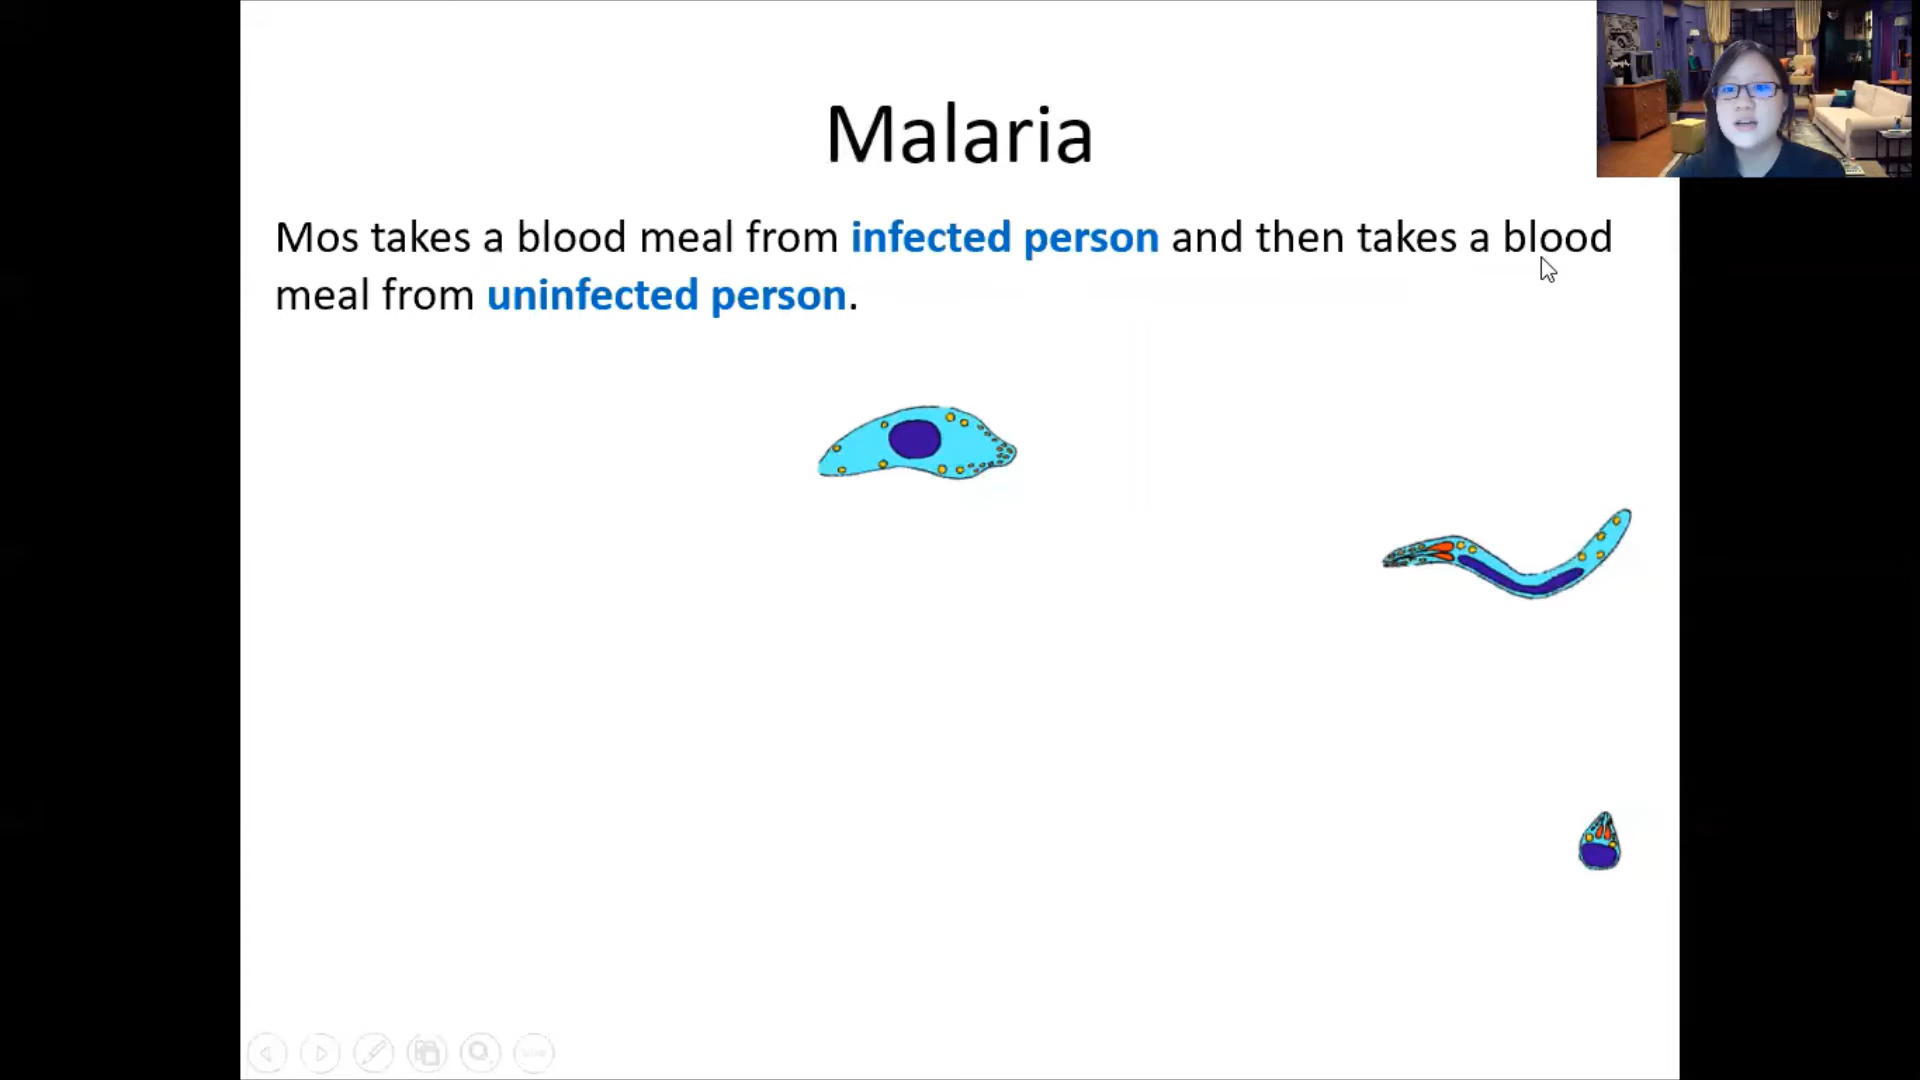 Malaria
Mos takes a blood meal from infected person and then takes a blood
meal from uninfected person.